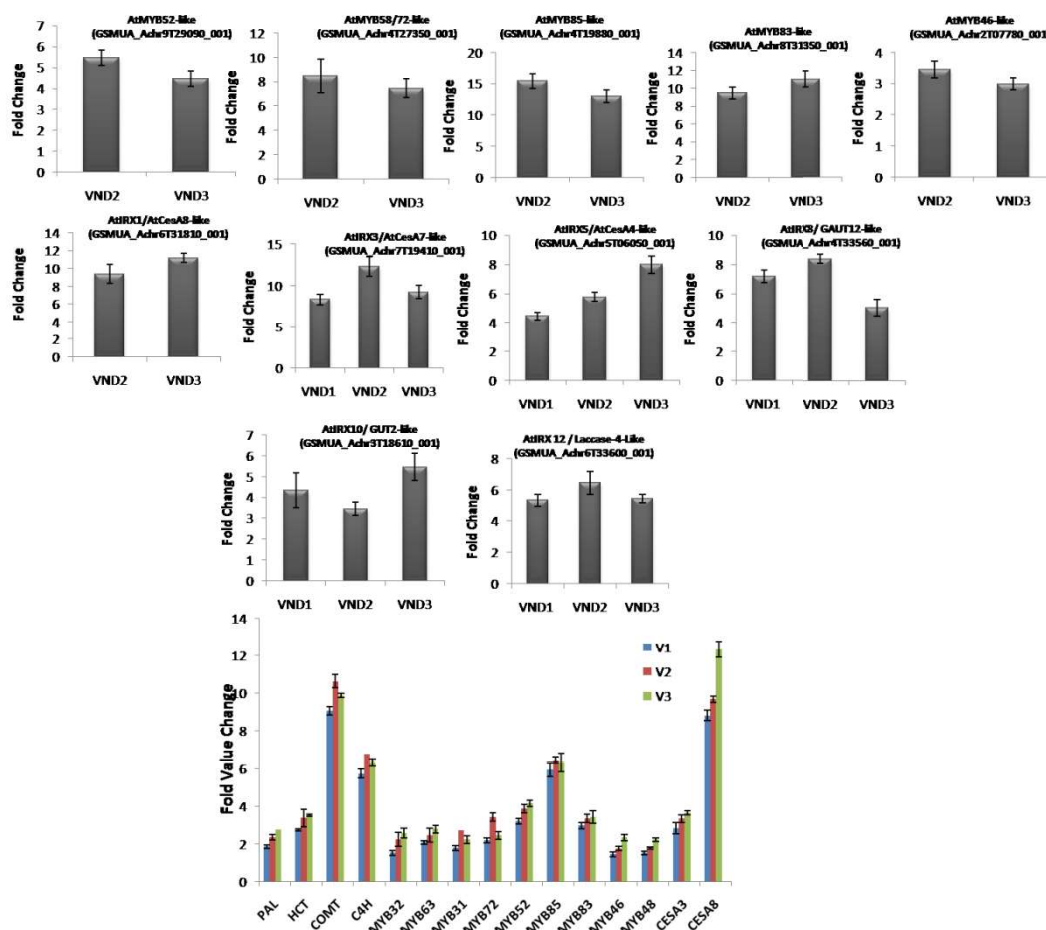 AtMYB52-like
(GSMUA_Achr9T29090_001)
Fold Change
7
6
5
4
3
2
1
0
VND2 VND3
AtMYB58/72-like
(GSMUA_Achr4T27350_001)
Fold Change
12
10
8
6
4
2
0
VND2 VND3
AtMYB85-like
(GSMUA_Achr4T19880_001)
Fold Change
20
15
10
5
0
VND2 VND3
AtMYB83-like
(GSMUA_Achr8T31350_001)
Fold Change
14
12
10
8
6
4
2
0
VND2 VND3
AtMYB46-like
(GSMUA_Achr2T07780_001)
Fold Change
4
3
2
1
0
VND2 VND3
AtIRX1/AtCesA8-like
(GSMUA_Achr6T31810_001)
Fold Change
14
12
10
8
6
4
2
0
VND2 VND3
AtIRX3/AtCesA7-like
(GSMUA_Achr7T19410_001)
Fold Change
15
10
5
0
VND1 VND2 VND3
AtIRX5/AtCesA4-like
(GSMUA_Achr5T06050_001)
Fold Change
10
8
6
4
2
0
VND1 VND2 VND3
AtIRX8/ GAUT12-like
(GSMUA_Achr4T33560_001)
Fold Change
10
8
6
4
2
0
VND1 VND2 VND3
AtIRX10/ GUT2-like
(GSMUA_Achr3T18610_001)
Fold Change
7
6
5
4
3
2
1
0
VND1 VND2 VND3
AtIRX 12 / Laccase-4-Like
(GSMUA_Achr6T33600_001)
Fold Change
8
6
4
2
0
VND1 VND2 VND3
Fold Value Change
14
12
10
8
6
4
2
0
V1
V2
V3
PAL HCT COMT C4H MYB32 MYB63 MYB31 MYB72 MYB52 MYB85 MYB83 MYB46 MYB48 CESA3 CESA8